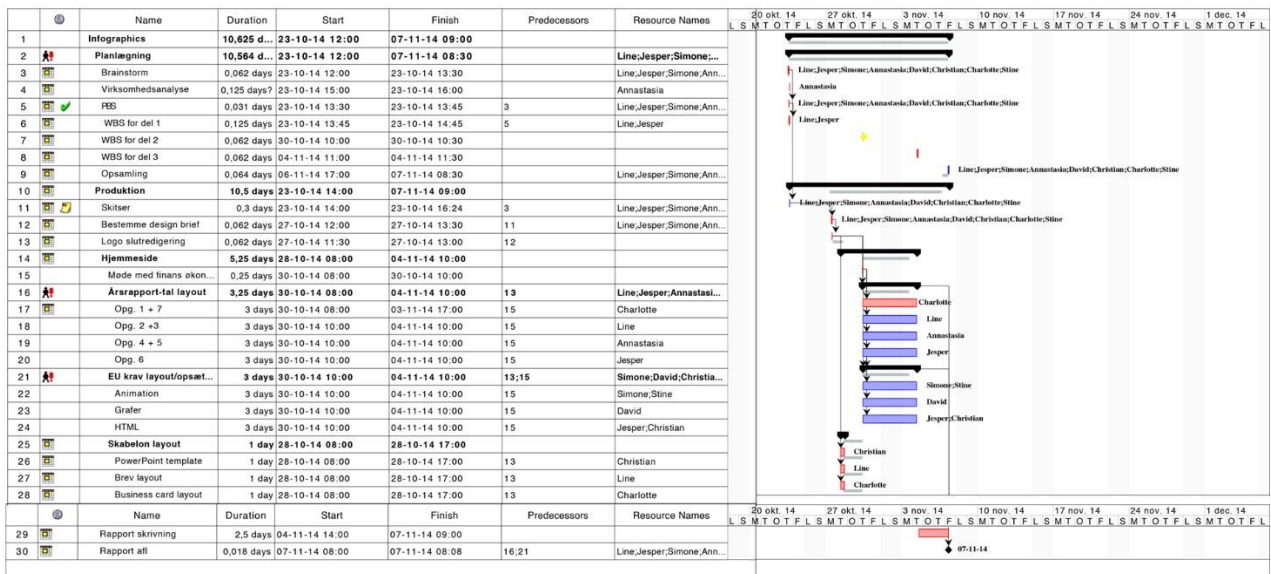 Name Duration Start Finish Predecessors Resource Names 20 okt. 14 27 okt. 14 3 nov. 14 10 nov. 14 17 nov. 14 24 nov. 14 1 dec. 14
L S M T O T F L S M T O T F L S M T O T F L S M T O T F L S M T O T F L S M T O T F L S M T O T F L
1 Infographics 10,625 d... 23-10-14 12:00 07-11-14 09:00
2 Planlægning 10,564 d... 23-10-14 12:00 07-11-14 08:30 Line;Jesper;Simone;...
3 Brainstorm 0,062 days 23-10-14 12:00 23-10-14 13:30 Line;Jesper;Simone;Ann... Line;Jesper;Simone;Annastasia;David;Christian;Charlotte;Stine
4 Virksomhedsanalyse 0,125 days? 23-10-14 15:00 23-10-14 16:00 Annastasia Annastasia
5 PBS 0,031 days 23-10-14 13:30 23-10-14 13:45 3 Line;Jesper;Simone;Ann... Line;Jesper;Simone;Annastasia;David;Christian;Charlotte;Stine
6 WBS for del 1 0,125 days 23-10-14 13:45 23-10-14 14:45 5 Line;Jesper Line;Jesper
7 WBS for del 2 0,062 days 30-10-14 10:00 30-10-14 10:30
8 WBS for del 3 0,062 days 04-11-14 11:00 04-11-14 11:30
9 Opsamling 0,064 days 06-11-14 17:00 07-11-14 08:30 Line;Jesper;Simone;Ann... Line;Jesper;Simone;Annastasia;David;Christian;Charlotte;Stine
10 Produktion 10,5 days 23-10-14 14:00 07-11-14 09:00
11 Skitser 0,3 days 23-10-14 14:00 23-10-14 16:24 3 Line;Jesper;Simone;Ann... Line;Jesper;Simone;Annastasia;David;Christian;Charlotte;Stine
12 Bestemme design brief 0,062 days 27-10-14 12:00 27-10-14 13:30 11 Line;Jesper;Simone;Ann... Line;Jesper;Simone;Annastasia;David;Christian;Charlotte;Stine
13 Logo slutredigering 0,062 days 27-10-14 11:30 27-10-14 13:00 12
14 Hjemmeside 5,25 days 28-10-14 08:00 04-11-14 10:00
15 Møde med finans økon... 0,25 days 30-10-14 08:00 30-10-14 10:00
16 Årsrapport-tal layout 3,25 days 30-10-14 08:00 04-11-14 10:00 13 Line;Jesper;Annastasi...
17 Opg. 1 + 7 3 days 30-10-14 08:00 03-11-14 17:00 15 Charlotte Charlotte
18 Opg. 2 +3 3 days 30-10-14 10:00 04-11-14 10:00 15 Line Line
19 Opg. 4 + 5 3 days 30-10-14 10:00 04-11-14 10:00 15 Annastasia Annastasia
20 Opg. 6 3 days 30-10-14 10:00 04-11-14 10:00 15 Jesper Jesper
21 EU krav layout/opsæt... 3 days 30-10-14 10:00 04-11-14 10:00 13;15 Simone;David;Christia...
22 Animation 3 days 30-10-14 10:00 04-11-14 10:00 15 Simone;Stine Simone;Stine
23 Grafer 3 days 30-10-14 10:00 04-11-14 10:00 15 David David
24 HTML 3 days 30-10-14 10:00 04-11-14 10:00 15 Jesper;Christian Jesper;Christian
25 Skabelon layout 1 day 28-10-14 08:00 28-10-14 17:00
26 PowerPoint template 1 day 28-10-14 08:00 28-10-14 17:00 13 Christian Christian
27 Brev layout 1 day 28-10-14 08:00 28-10-14 17:00 13 Line Line
28 Business card layout 1 day 28-10-14 08:00 28-10-14 17:00 13 Charlotte Charlotte
Name Duration Start Finish Predecessors Resource Names 20 okt. 14 27 okt. 14 3 nov. 14 10 nov. 14 17 nov. 14 24 nov. 14 1 dec. 14
L S M T O T F L S M T O T F L S M T O T F L S M T O T F L S M T O T F L S M T O T F L S M T O T F L
29 Rapport skrivning 2,5 days 04-11-14 14:00 07-11-14 09:00
30 Rapport afl 0,018 days 07-11-14 08:00 07-11-14 08:08 16;21 Line;Jesper;Simone;Ann... 07-11-14